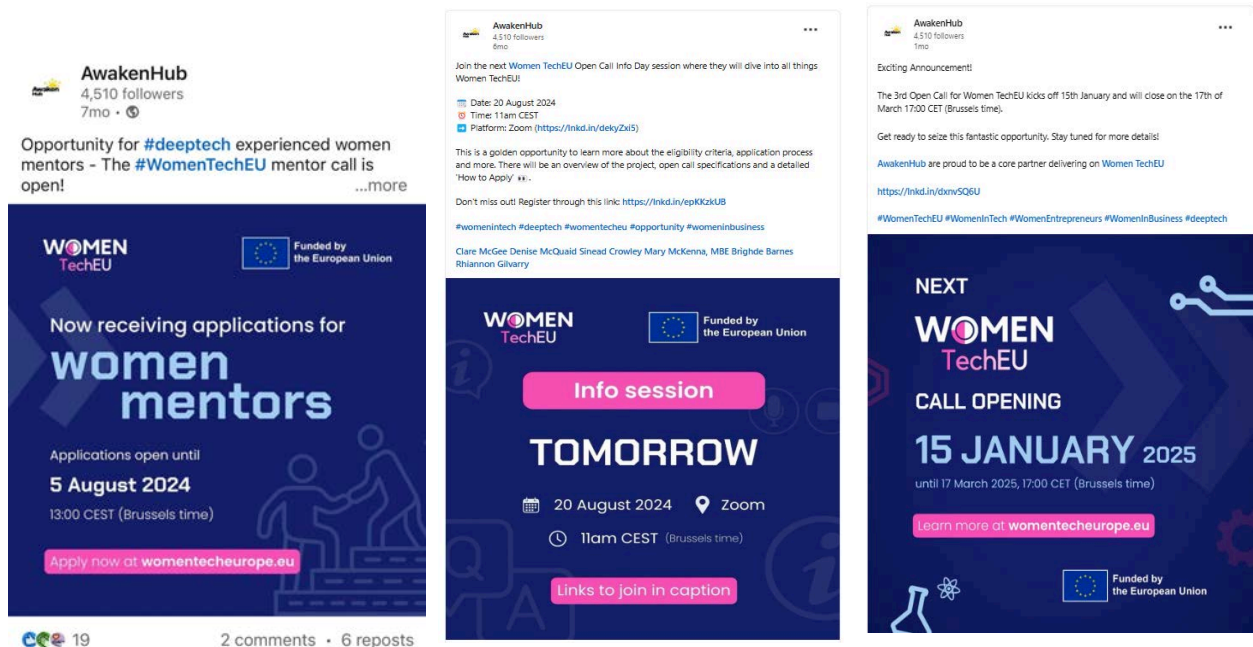 AwakenHub
4,510 followers
7mo •
Opportunity for #deeptech experienced women
mentors - The #WomenTechEU mentor call is
open! ...more
WOMEN
TechEU
Funded by
the European Union
Now receiving applications for
women
mentors
Applications open until
5 August 2024
13:00 CEST (Brussels time)
Apply now at womentecheurope.eu
19 2 comments • 6 reposts
AwakenHub
4,510 followers
6mo
Join the next Women TechEU Open Call Info Day session where they will dive into all things
Women TechEU!
Date: 20 August 2024
Time: 11am CEST
Platform: Zoom (https://lnkd.in/dekyZxi5)
This is a golden opportunity to learn more about the eligibility criteria, application process
and more. There will be an overview of the project, open call specifications and a detailed
'How to Apply' 👀.
Don't miss out! Register through this link: https://lnkd.in/epKKzkUB
#womenintech #deeptech #womentecheu #opportunity #womeninbusiness
Clare McGee Denise McQuaid Sinead Crowley Mary McKenna, MBE Brighde Barnes
Rhiannon Gilvarry
WOMEN
TechEU
Funded by
the European Union
Info session
TOMORROW
20 August 2024 Zoom
11am CEST (Brussels time)
Links to join in caption
Q
A
AwakenHub
4,510 followers
1mo
Exciting Announcement!
The 3rd Open Call for Women TechEU kicks off 15th January and will close on the 17th of
March 17:00 CET (Brussels time).
Get ready to seize this fantastic opportunity. Stay tuned for more details!
AwakenHub are proud to be a core partner delivering on Women TechEU
https://lnkd.in/dxnvSQ6U
#WomenTechEU #WomenInTech #WomenEntrepreneurs #WomenInBusiness #deeptech
NEXT
WOMEN
TechEU
CALL OPENING
15 JANUARY 2025
until 17 March 2025, 17:00 CET (Brussels time)
Learn more at womentecheurope.eu
Funded by
the European Union